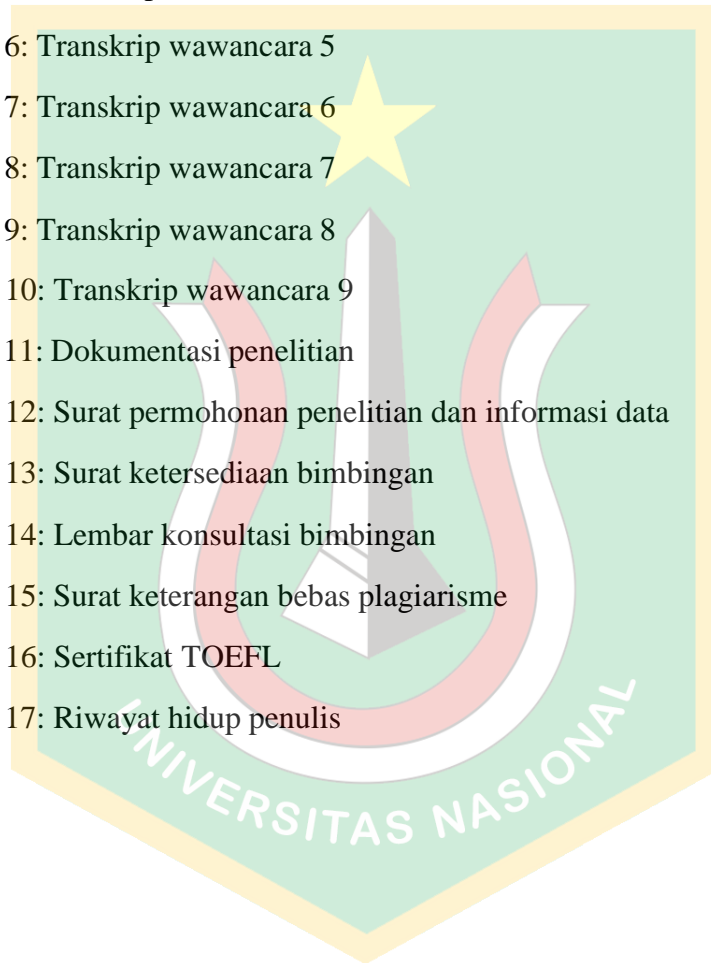 6: Transkrip wawancara 5
7: Transkrip wawancara 6
8: Transkrip wawancara 7
9: Transkrip wawancara 8
10: Transkrip wawancara 9
11: Dokumentasi penelitian
12: Surat permohonan penelitian dan informasi data
13: Surat ketersediaan bimbingan
14: Lembar konsultasi bimbingan
15: Surat keterangan bebas plagiarisme
16: Sertifikat TOEFL
17: Riwayat hidup penulis
UNIVERSITAS NASIONAL